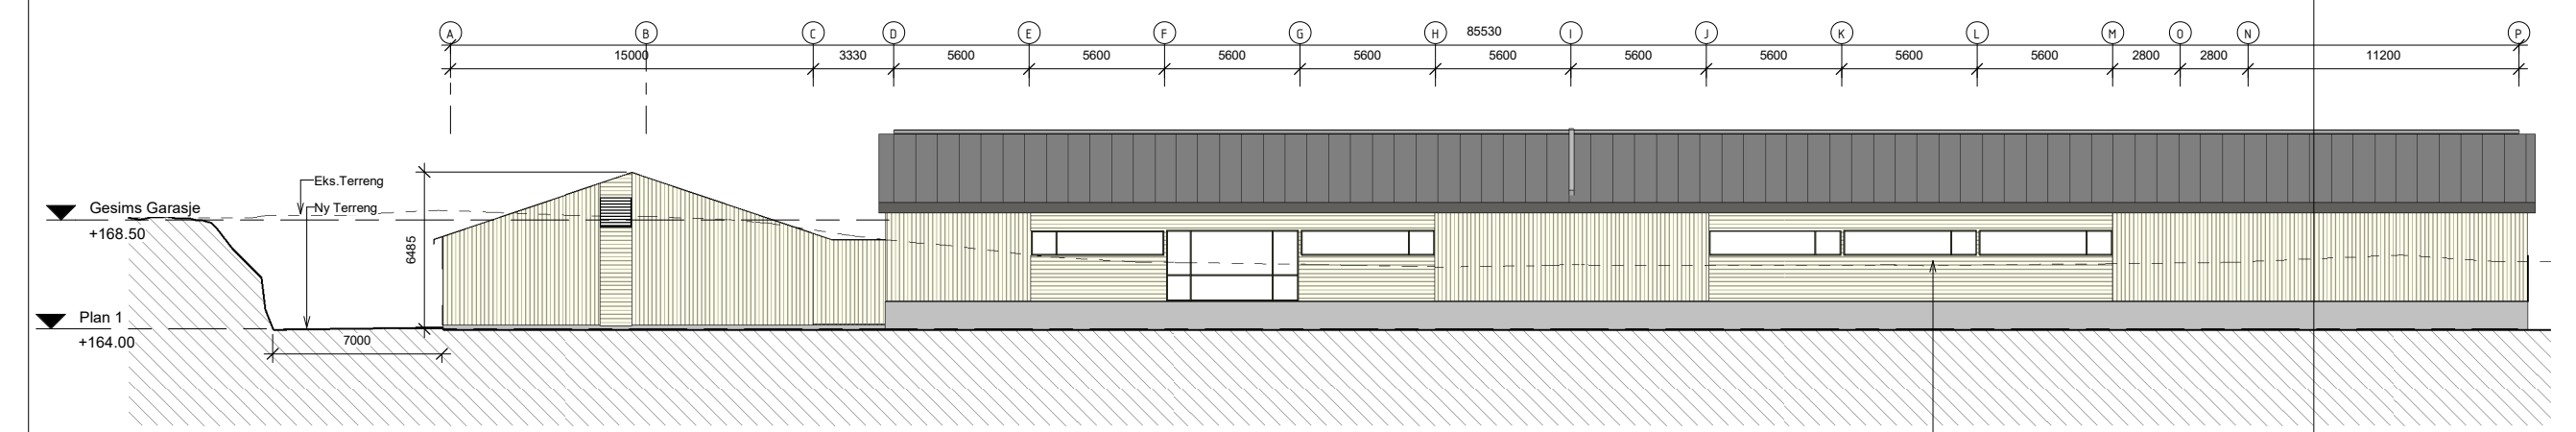 A B C D E F G H 85530 I J K L M O N P
15000 3330 5600 5600 5600 5600 5600 5600 5600 5600 5600 2800 2800 11200
Eks.Terreng
Gesims Garasje
Ny Terreng
+168.50
6485
Plan 1
+164.00
7000